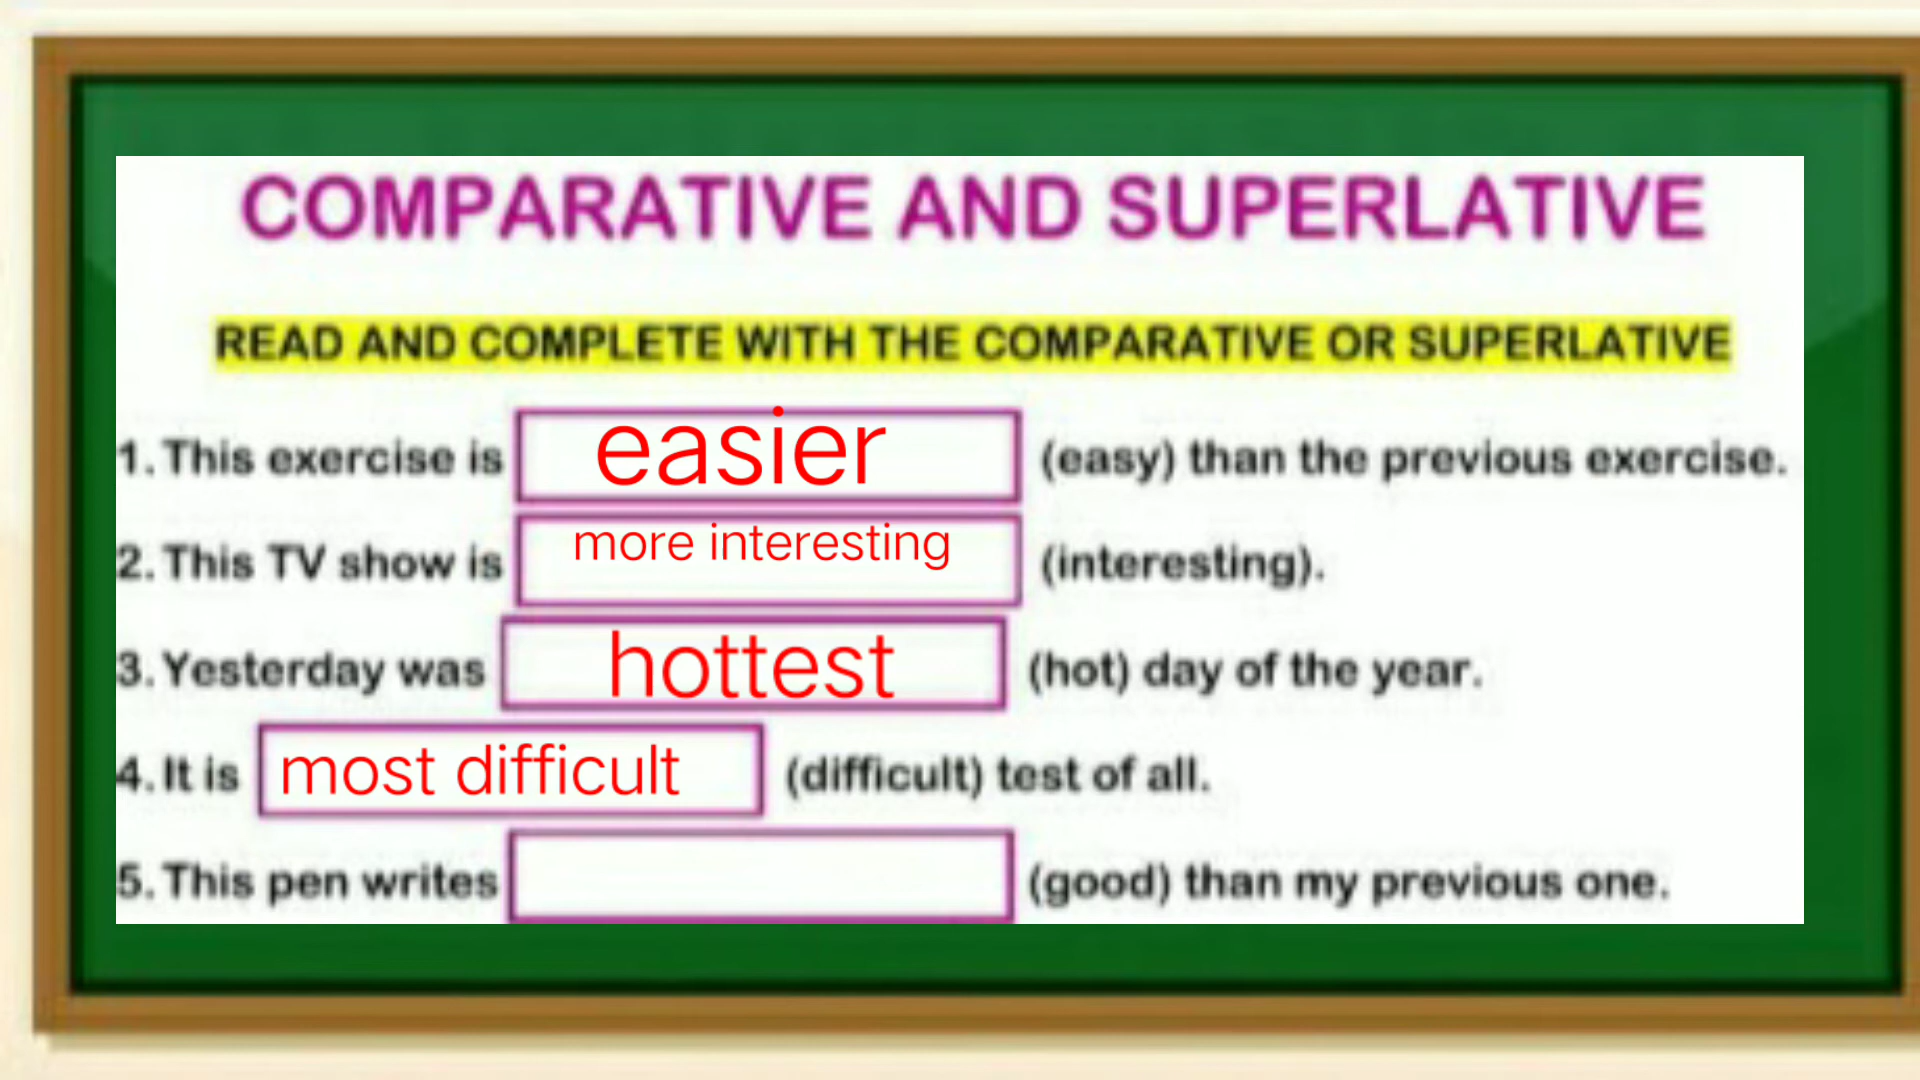 COMPARATIVE AND SUPERLATIVE
READ AND COMPLETE WITH THE COMPARATIVE OR SUPERLATIVE
1. This exercise is easier (easy) than the previous exercise.
2. This TV show is more interesting (interesting).
3. Yesterday was hottest (hot) day of the year.
4. It is most difficult (difficult) test of all.
5. This pen writes (good) than my previous one.